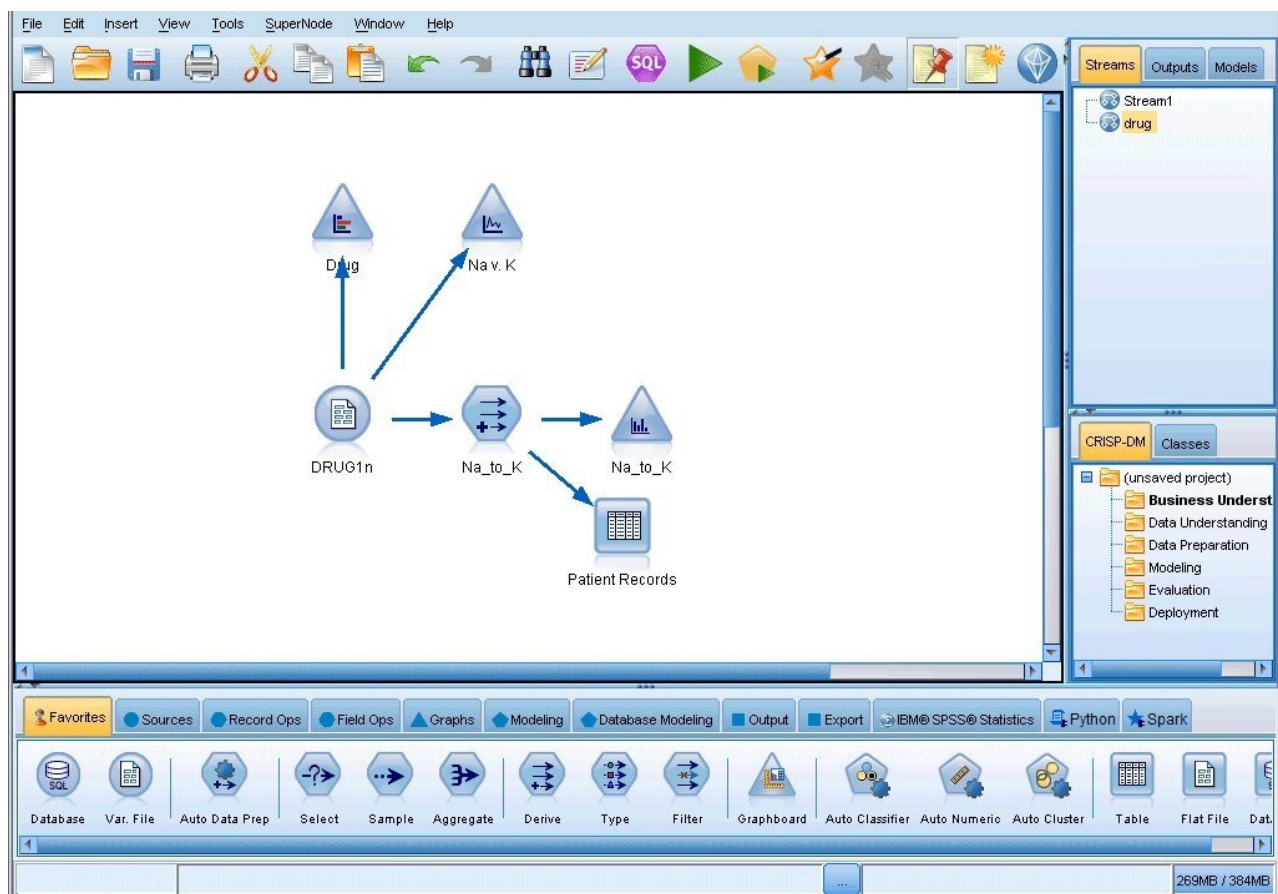 File Edit Insert View Tools SuperNode Window Help
SQL
Streams Outputs Models
Stream1
drug
Drug
Na v. K
DRUG1n
Na_to_K
Na_to_K
Patient Records
CRISP-DM Classes
(unsaved project)
Business Underst
Data Understanding
Data Preparation
Modeling
Evaluation
Deployment
Favorites Sources Record Ops Field Ops Graphs Modeling Database Modeling Output Export IBM® SPSS® Statistics Python Spark
SQL
Database Var. File Auto Data Prep Select Sample Aggregate Derive Type Filter Graphboard Auto Classifier Auto Numeric Auto Cluster Table Flat File Dat
...
269MB / 384MB